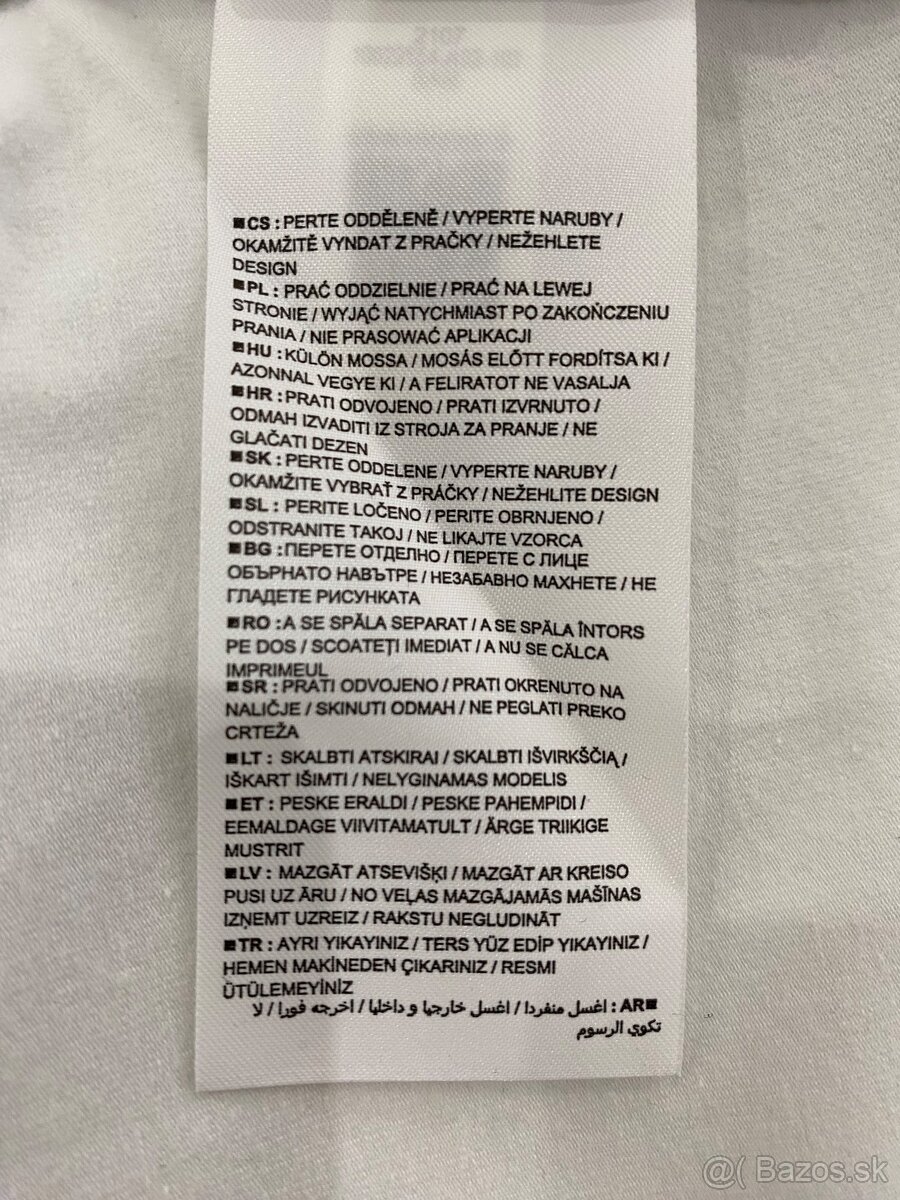 ■CS : PERTE ODDĚLENĚ / VYPERTE NARUBY /
OKAMŽITĚ VYNDAT Z PRAČKY / NEŽEHLETE
DESIGN
■PL : PRAĆ ODDZIELNIE / PRAĆ NA LEWEJ
STRONIE / WYJĄĆ NATYCHMIAST PO ZAKOŃCZENIU
PRANIA / NIE PRASOWAĆ APLIKACJI
■HU : KÜLÖN MOSSA / MOSÁS ELŐTT FORDÍTSA KI /
AZONNAL VEGYE KI / A FELIRATOT NE VASALJA
■HR : PRATI ODVOJENO / PRATI IZVRNUTO /
ODMAH IZVADITI IZ STROJA ZA PRANJE / NE
GLAČATI DEZEN
■SK : PERTE ODDELENE / VYPERTE NARUBY /
OKAMŽITE VYBRAŤ Z PRÁČKY / NEŽEHLITE DESIGN
■SL : PERITE LOČENO / PERITE OBRNJENO /
ODSTRANITE TAKOJ / NE LIKAJTE VZORCA
■BG : ПЕРЕТЕ ОТДЕЛНО / ПЕРЕТЕ С ЛИЦЕ
ОБЪРНАТО НАВЪТРЕ / НЕЗАБАВНО МАХНЕТЕ / НЕ
ГЛАДЕТЕ РИСУНКАТА
■RO : A SE SPĂLA SEPARAT / A SE SPĂLA ÎNTORS
PE DOS / SCOATEȚI IMEDIAT / A NU SE CĂLCA
IMPRIMEUL
■SR : PRATI ODVOJENO / PRATI OKRENUTO NA
NALIČJE / SKINUTI ODMAH / NE PEGLATI PREKO
CRTEŽA
■LT : SKALBTI ATSKIRAI / SKALBTI IŠVIRKŠČIĄ /
IŠKART IŠIMTI / NELYGINAMAS MODELIS
■ET : PESKE ERALDI / PESKE PAHEMPIDI /
EEMALDAGE VIIVITAMATULT / ÄRGE TRIIKIGE
MUSTRIT
■LV : MAZGĀT ATSEVIŠĶI / MAZGĀT AR KREISO
PUSI UZ ĀRU / NO VEĻAS MAZGĀJAMĀS MAŠĪNAS
IZŅEMT UZREIZ / RAKSTU NEGLUDINĀT
■TR : AYRI YIKAYINIZ / TERS YÜZ EDİP YIKAYINIZ /
HEMEN MAKİNEDEN ÇIKARINIZ / RESMI
ÜTÜLEMEYİNİZ
■AR : اغسل منفردا / اغسل خارجيا و داخليا / اخرجه فورا / لا
تكوي الرسوم
@( Bazos.sk